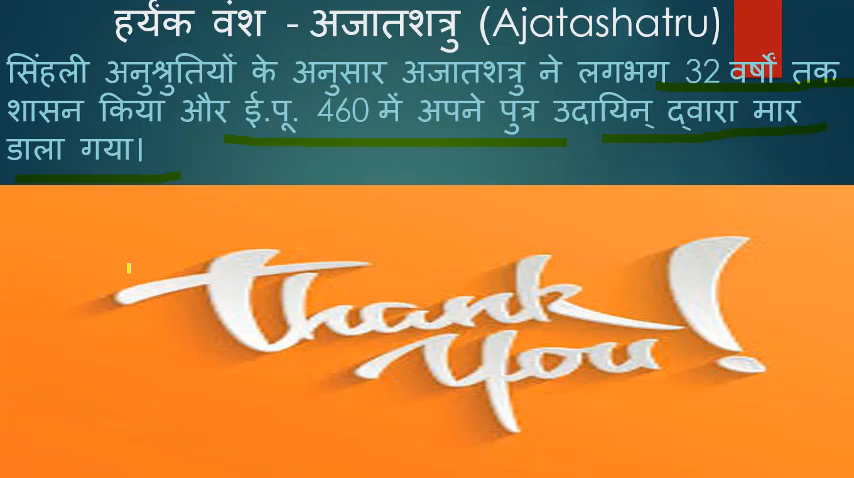 हर्यंक वंश - अजातशत्रु (Ajatashatru)
सिंहली अनुश्रुतियों के अनुसार अजातशत्रु ने लगभग 32 वर्षों तक
शासन किया और ई.पू. 460 में अपने पुत्र उदायिन् द्वारा मार
डाला गया।
Thank
You!